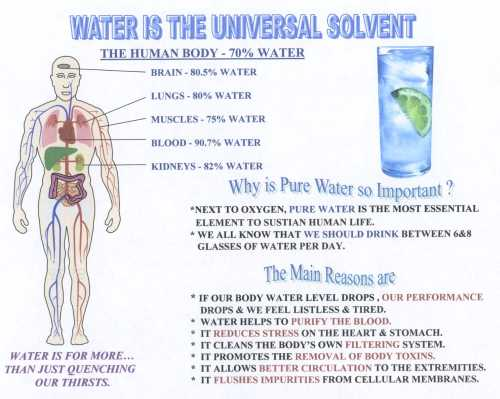 WATER IS THE UNIVERSAL SOLVENT
THE HUMAN BODY - 70% WATER
BRAIN - 80.5% WATER
LUNGS - 80% WATER
MUSCLES - 75% WATER
BLOOD - 90.7% WATER
KIDNEYS - 82% WATER
Why is Pure Water so Important ?
*NEXT TO OXYGEN, PURE WATER IS THE MOST ESSENTIAL
ELEMENT TO SUSTIAN HUMAN LIFE.
* WE ALL KNOW THAT WE SHOULD DRINK BETWEEN 6&8
GLASSES OF WATER PER DAY.
The Main Reasons are
* IF OUR BODY WATER LEVEL DROPS , OUR PERFORMANCE
DROPS & WE FEEL LISTLESS & TIRED.
* WATER HELPS TO PURIFY THE BLOOD.
* IT REDUCES STRESS ON THE HEART & STOMACH.
* IT CLEANS THE BODY'S OWN FILTERING SYSTEM.
* IT PROMOTES THE REMOVAL OF BODY TOXINS.
* IT ALLOWS BETTER CIRCULATION TO THE EXTREMITIES.
* IT FLUSHES IMPURITIES FROM CELLULAR MEMBRANES.
WATER IS FOR MORE...
THAN JUST QUENCHING
OUR THIRSTS.